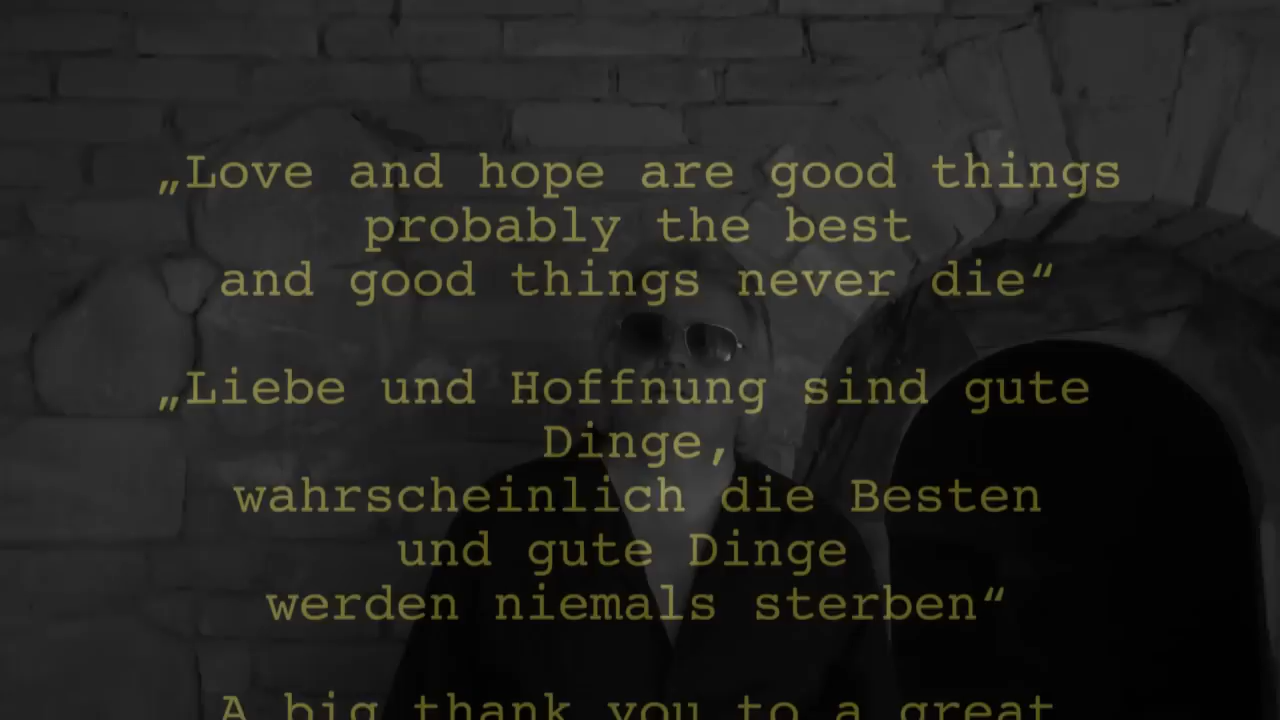 „Love and hope are good things
probably the best
and good things never die“
„Liebe und Hoffnung sind gute
Dinge,
wahrscheinlich die Besten
und gute Dinge
werden niemals sterben“
A big thank you to a great